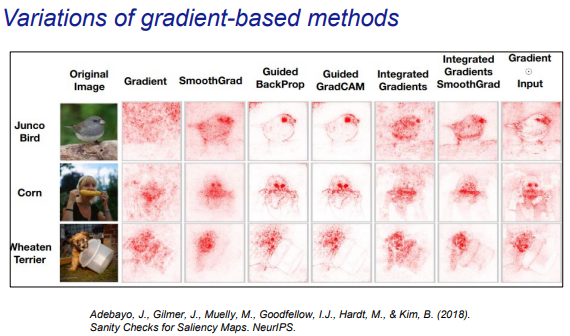 Variations of gradient-based methods
Original Image
Gradient
SmoothGrad
Guided BackProp
Guided GradCAM
Integrated Gradients
Integrated Gradients SmoothGrad
Gradient ⊙ Input
Junco Bird
Corn
Wheaten Terrier
Adebayo, J., Gilmer, J., Muelly, M., Goodfellow, I.J., Hardt, M., & Kim, B. (2018).
Sanity Checks for Saliency Maps. NeurIPS.